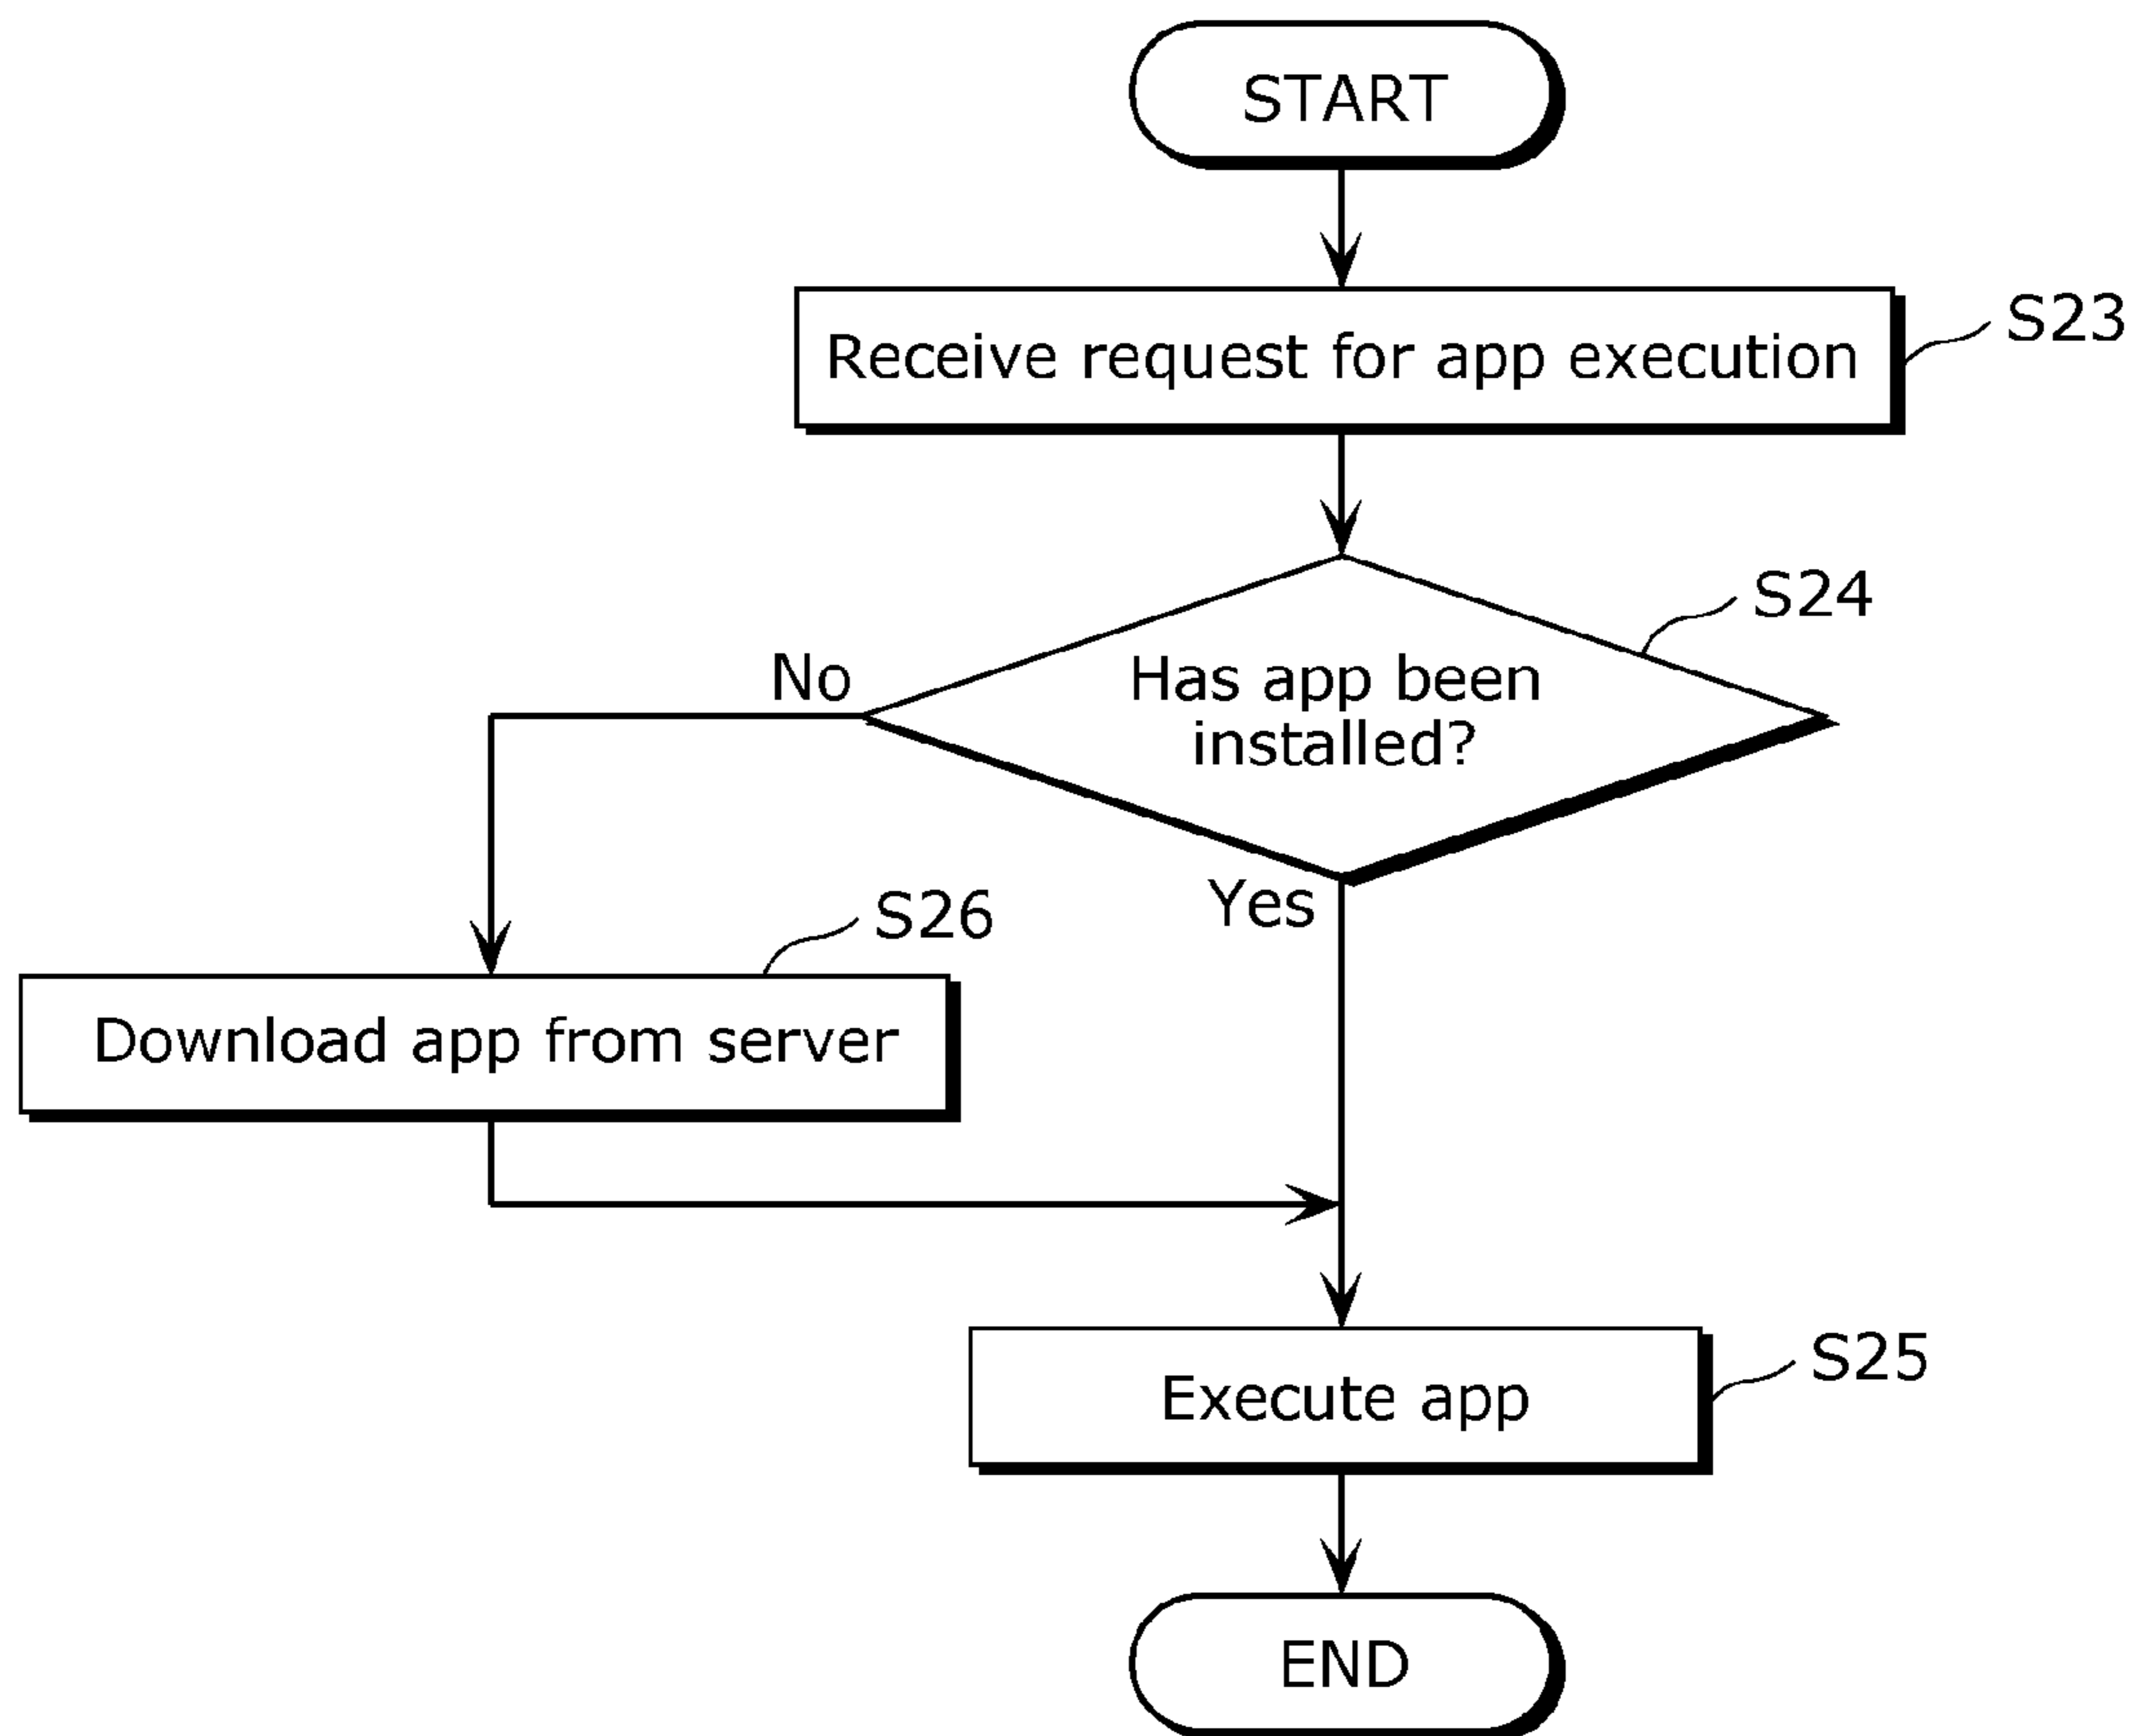 START
Receive request for app execution
S23
S24
Has app been
installed?
No
Yes
S26
Download app from server
S25
Execute app
END